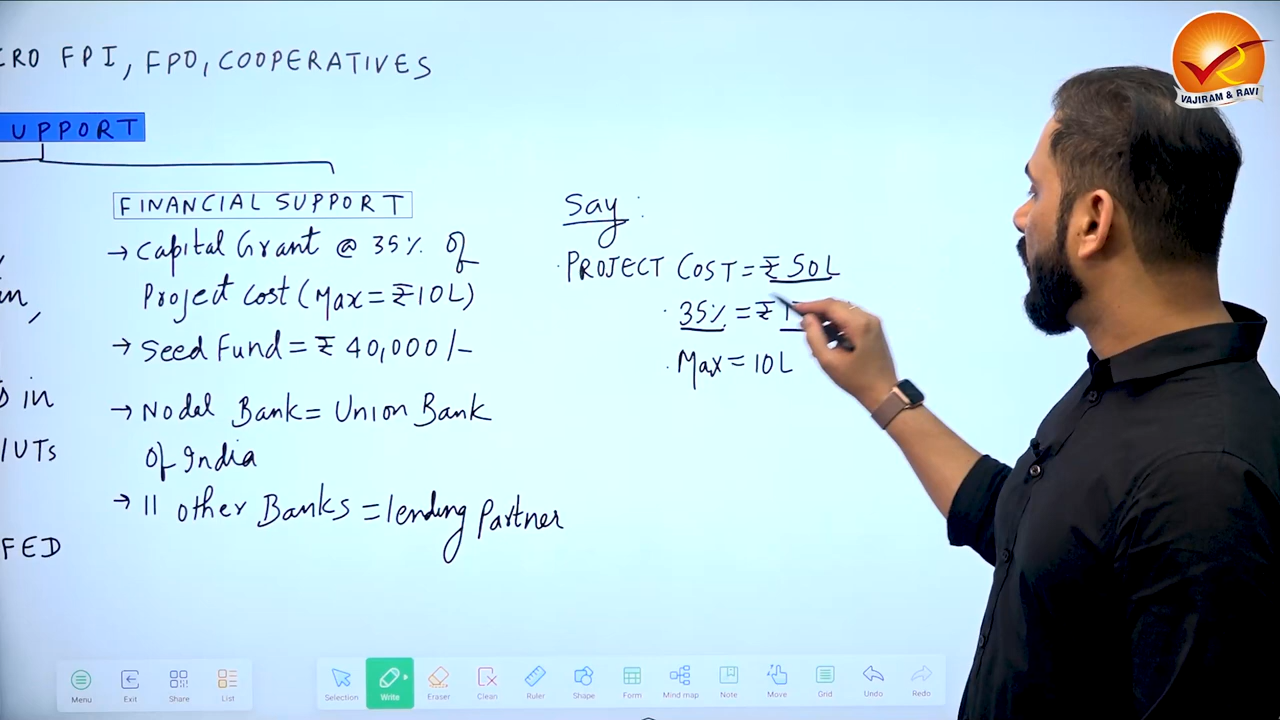 CRO FPI, FPO, COOPERATIVES
UPPORT
FINANCIAL SUPPORT
→ Capital Grant @ 35% of
Project Cost (Max = ₹10L)
→ Seed Fund = ₹ 40,000/-
→ Nodal Bank = Union Bank
of India
→ 11 other Banks = lending Partner
in
/UTs
FED
Say:
· PROJECT COST = ₹ 50L
· 35% = ₹ 1
· Max = 10L
VAJIRAM & RAVI
Menu
Exit
Share
List
Selection
Write
Eraser
Clean
Ruler
Shape
Form
Mind map
Note
Move
Grid
Undo
Redo